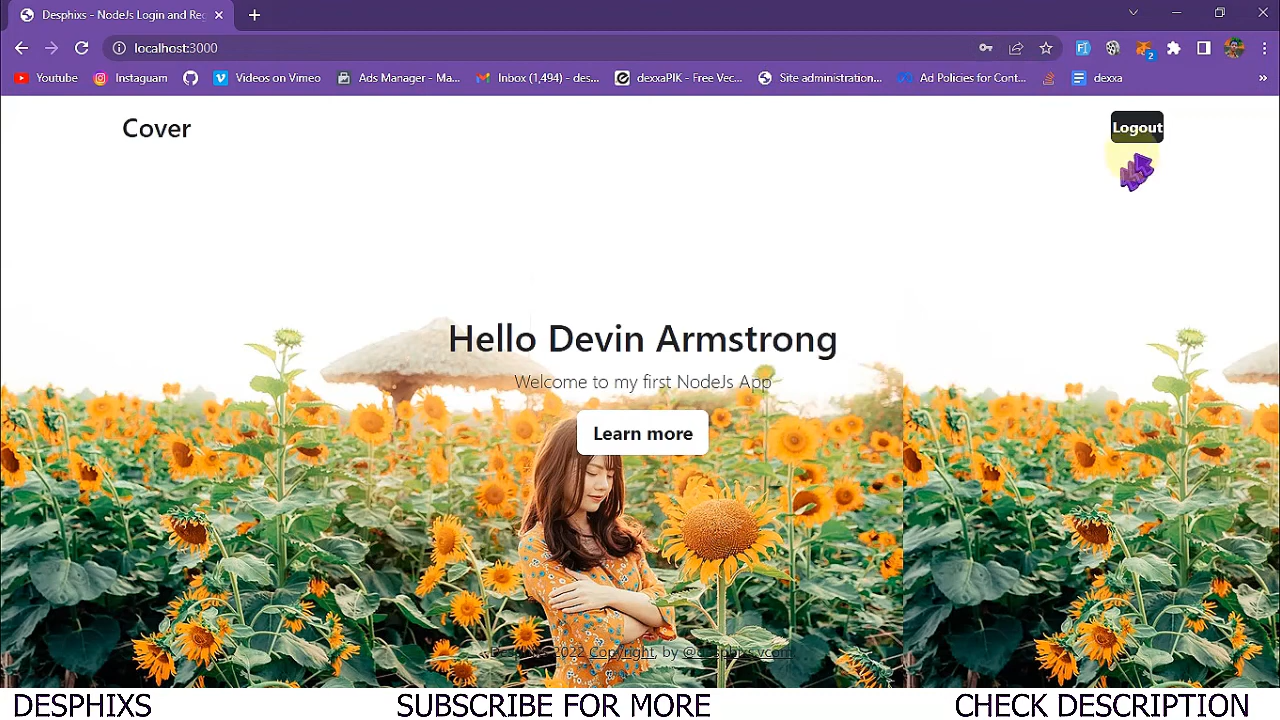 Desphixs - NodeJs Login and Reg
localhost:3000
2
Youtube
Instaguam
Videos on Vimeo
Ads Manager - Ma...
Inbox (1,494) - des...
dexxaPIK - Free Vec...
Site administration...
Ad Policies for Cont...
dexxa
»
Cover
Logout
Hello Devin Armstrong
Welcome to my first NodeJs App
Learn more
2022 Copyright, by
DESPHIXS
SUBSCRIBE FOR MORE
CHECK DESCRIPTION